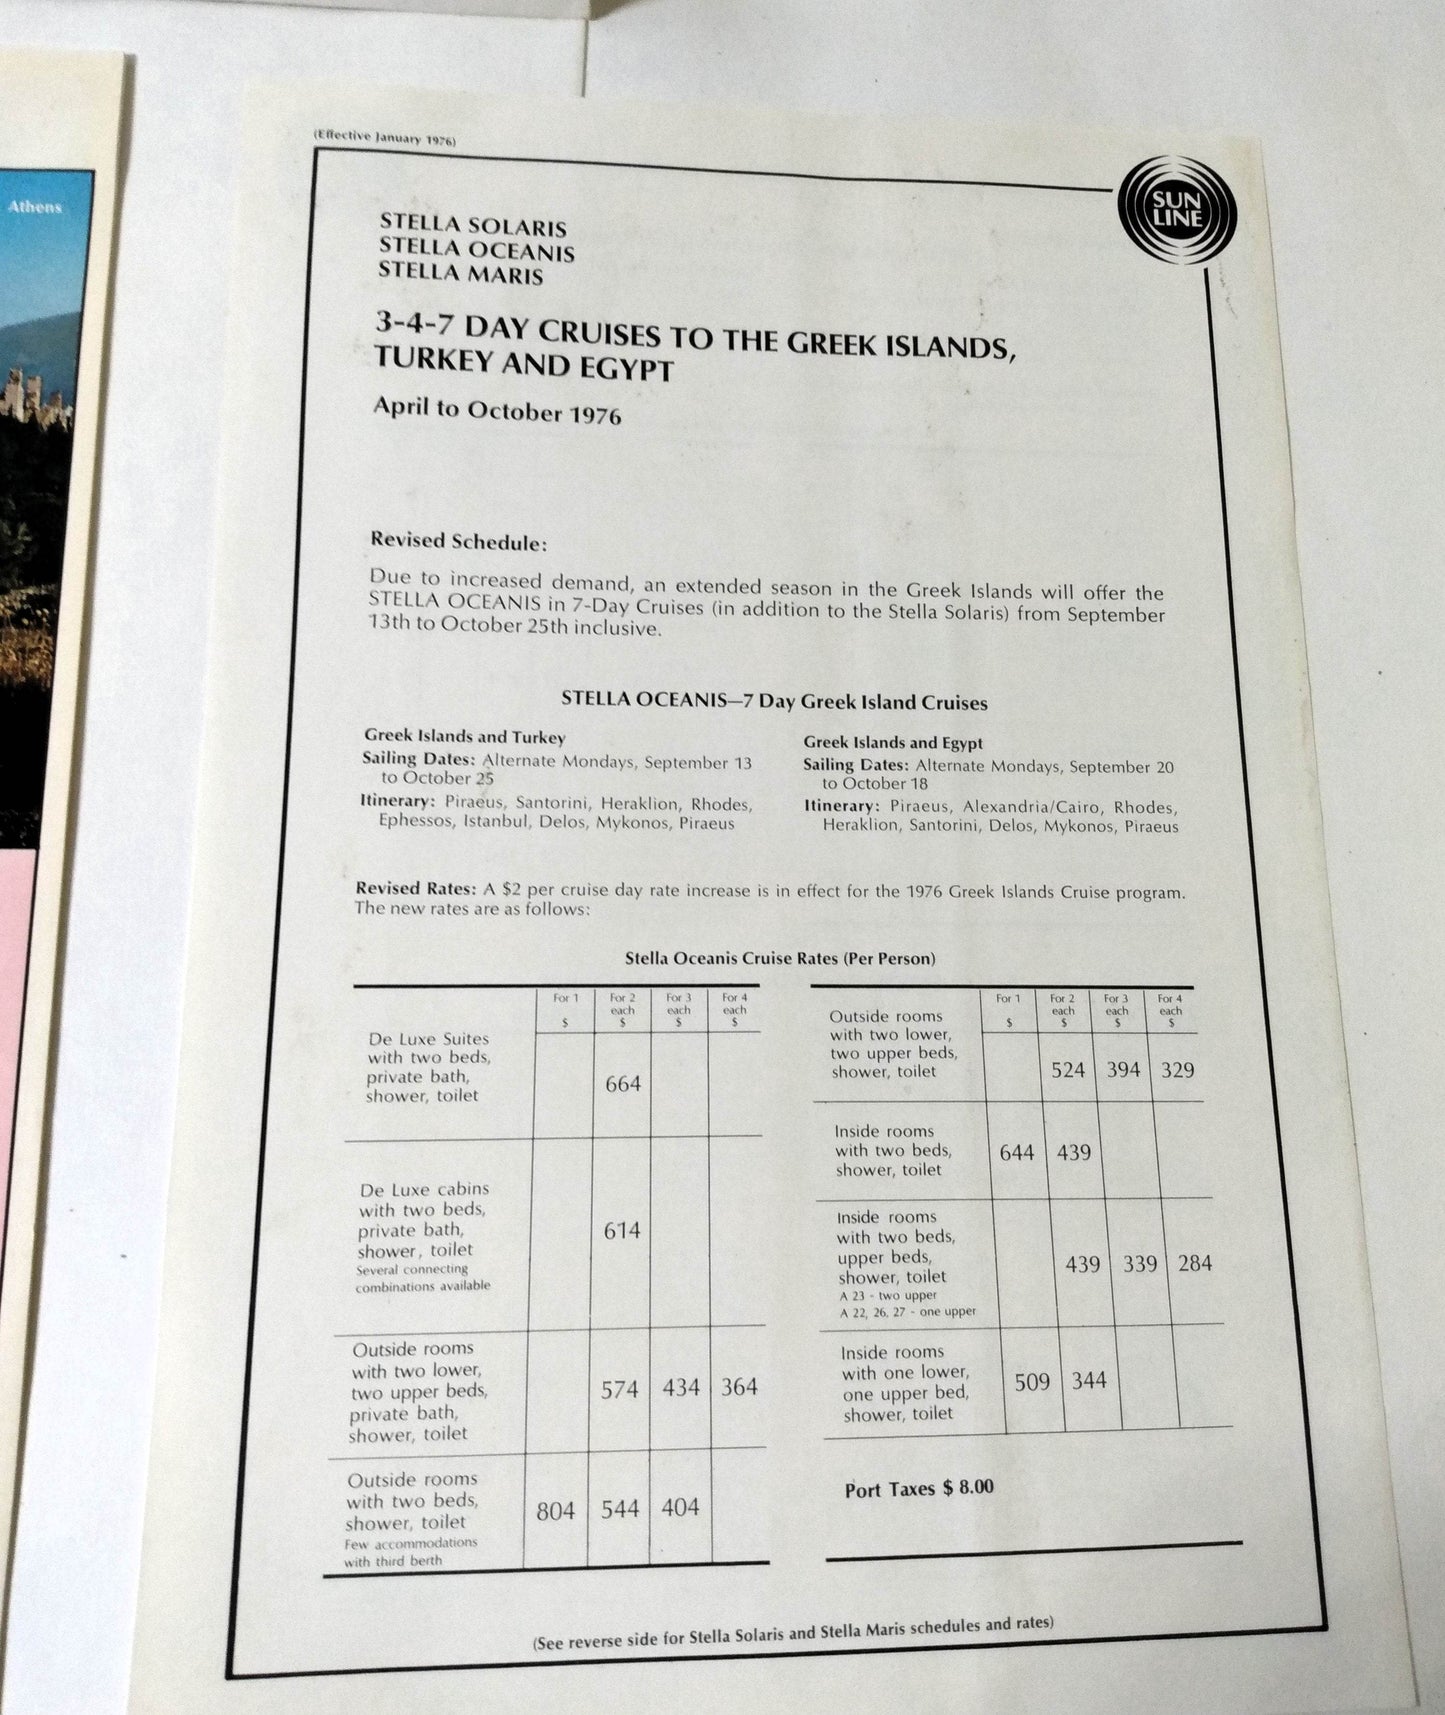 Athens
(Effective January 1976)
SUN
LINE
STELLA SOLARIS
STELLA OCEANIS
STELLA MARIS
3-4-7 DAY CRUISES TO THE GREEK ISLANDS,
TURKEY AND EGYPT
April to October 1976
Revised Schedule:
Due to increased demand, an extended season in the Greek Islands will offer the
STELLA OCEANIS in 7-Day Cruises (in addition to the Stella Solaris) from September
13th to October 25th inclusive.
STELLA OCEANIS—7 Day Greek Island Cruises
Greek Islands and Turkey
Sailing Dates: Alternate Mondays, September 13
to October 25
Itinerary: Piraeus, Santorini, Heraklion, Rhodes,
Ephessos, Istanbul, Delos, Mykonos, Piraeus
Greek Islands and Egypt
Sailing Dates: Alternate Mondays, September 20
to October 18
Itinerary: Piraeus, Alexandria/Cairo, Rhodes,
Heraklion, Santorini, Delos, Mykonos, Piraeus
Revised Rates: A $2 per cruise day rate increase is in effect for the 1976 Greek Islands Cruise program.
The new rates are as follows:
Stella Oceanis Cruise Rates (Per Person)
For 1 For 2 For 3 For 4
each each each
$ $ $ $
De Luxe Suites
with two beds,
private bath,
shower, toilet
664
De Luxe cabins
with two beds,
private bath,
shower, toilet
Several connecting
combinations available
614
Outside rooms
with two lower,
two upper beds,
private bath,
shower, toilet
574 434 364
Outside rooms
with two beds,
shower, toilet
Few accommodations
with third berth
804 544 404
For 1 For 2 For 3 For 4
each each each
$ $ $ $
Outside rooms
with two lower,
two upper beds,
shower, toilet
524 394 329
Inside rooms
with two beds,
shower, toilet
644 439
Inside rooms
with two beds,
upper beds,
shower, toilet
A 23 - two upper
A 22, 26, 27 - one upper
439 339 284
Inside rooms
with one lower,
one upper bed,
shower, toilet
509 344
Port Taxes $ 8.00
(See reverse side for Stella Solaris and Stella Maris schedules and rates)